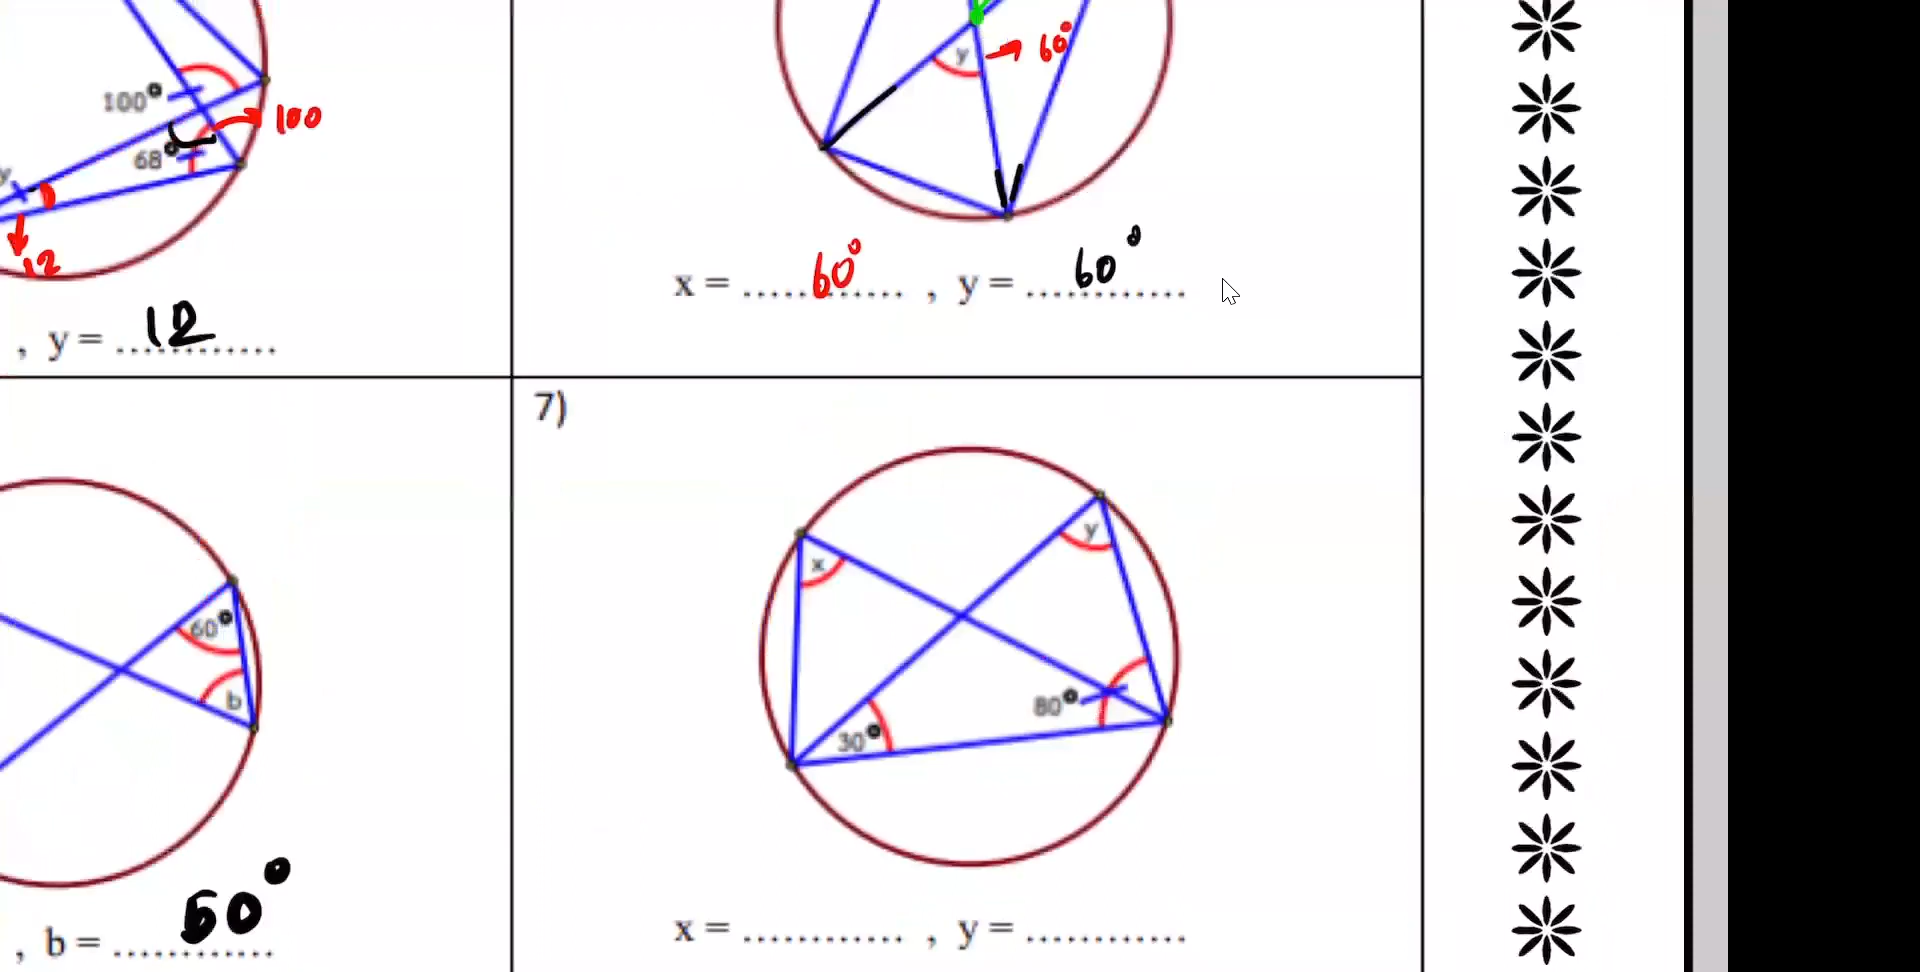 100°
100
68°
y
12
, y = ............ 12
y
60°
x = ............ 60° , y = ............ 60°
60°
b
, b = ............ 50°
7)
x
y
80°
30°
x = ............ , y = ............